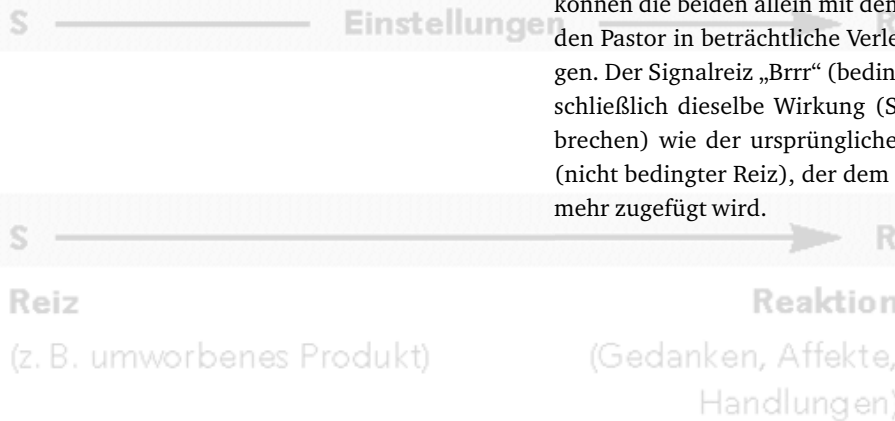 S Einstellungen R
können die beiden allein mit den
den Pastor in beträchtliche Verle
gen. Der Signalreiz „Brrr“ (bedin
schließlich dieselbe Wirkung (S
brechen) wie der ursprüngliche
(nicht bedingter Reiz), der dem
mehr zugefügt wird.
S R
Reiz Reaktion
(z. B. umworbenes Produkt) (Gedanken, Affekte,
Handlungen)